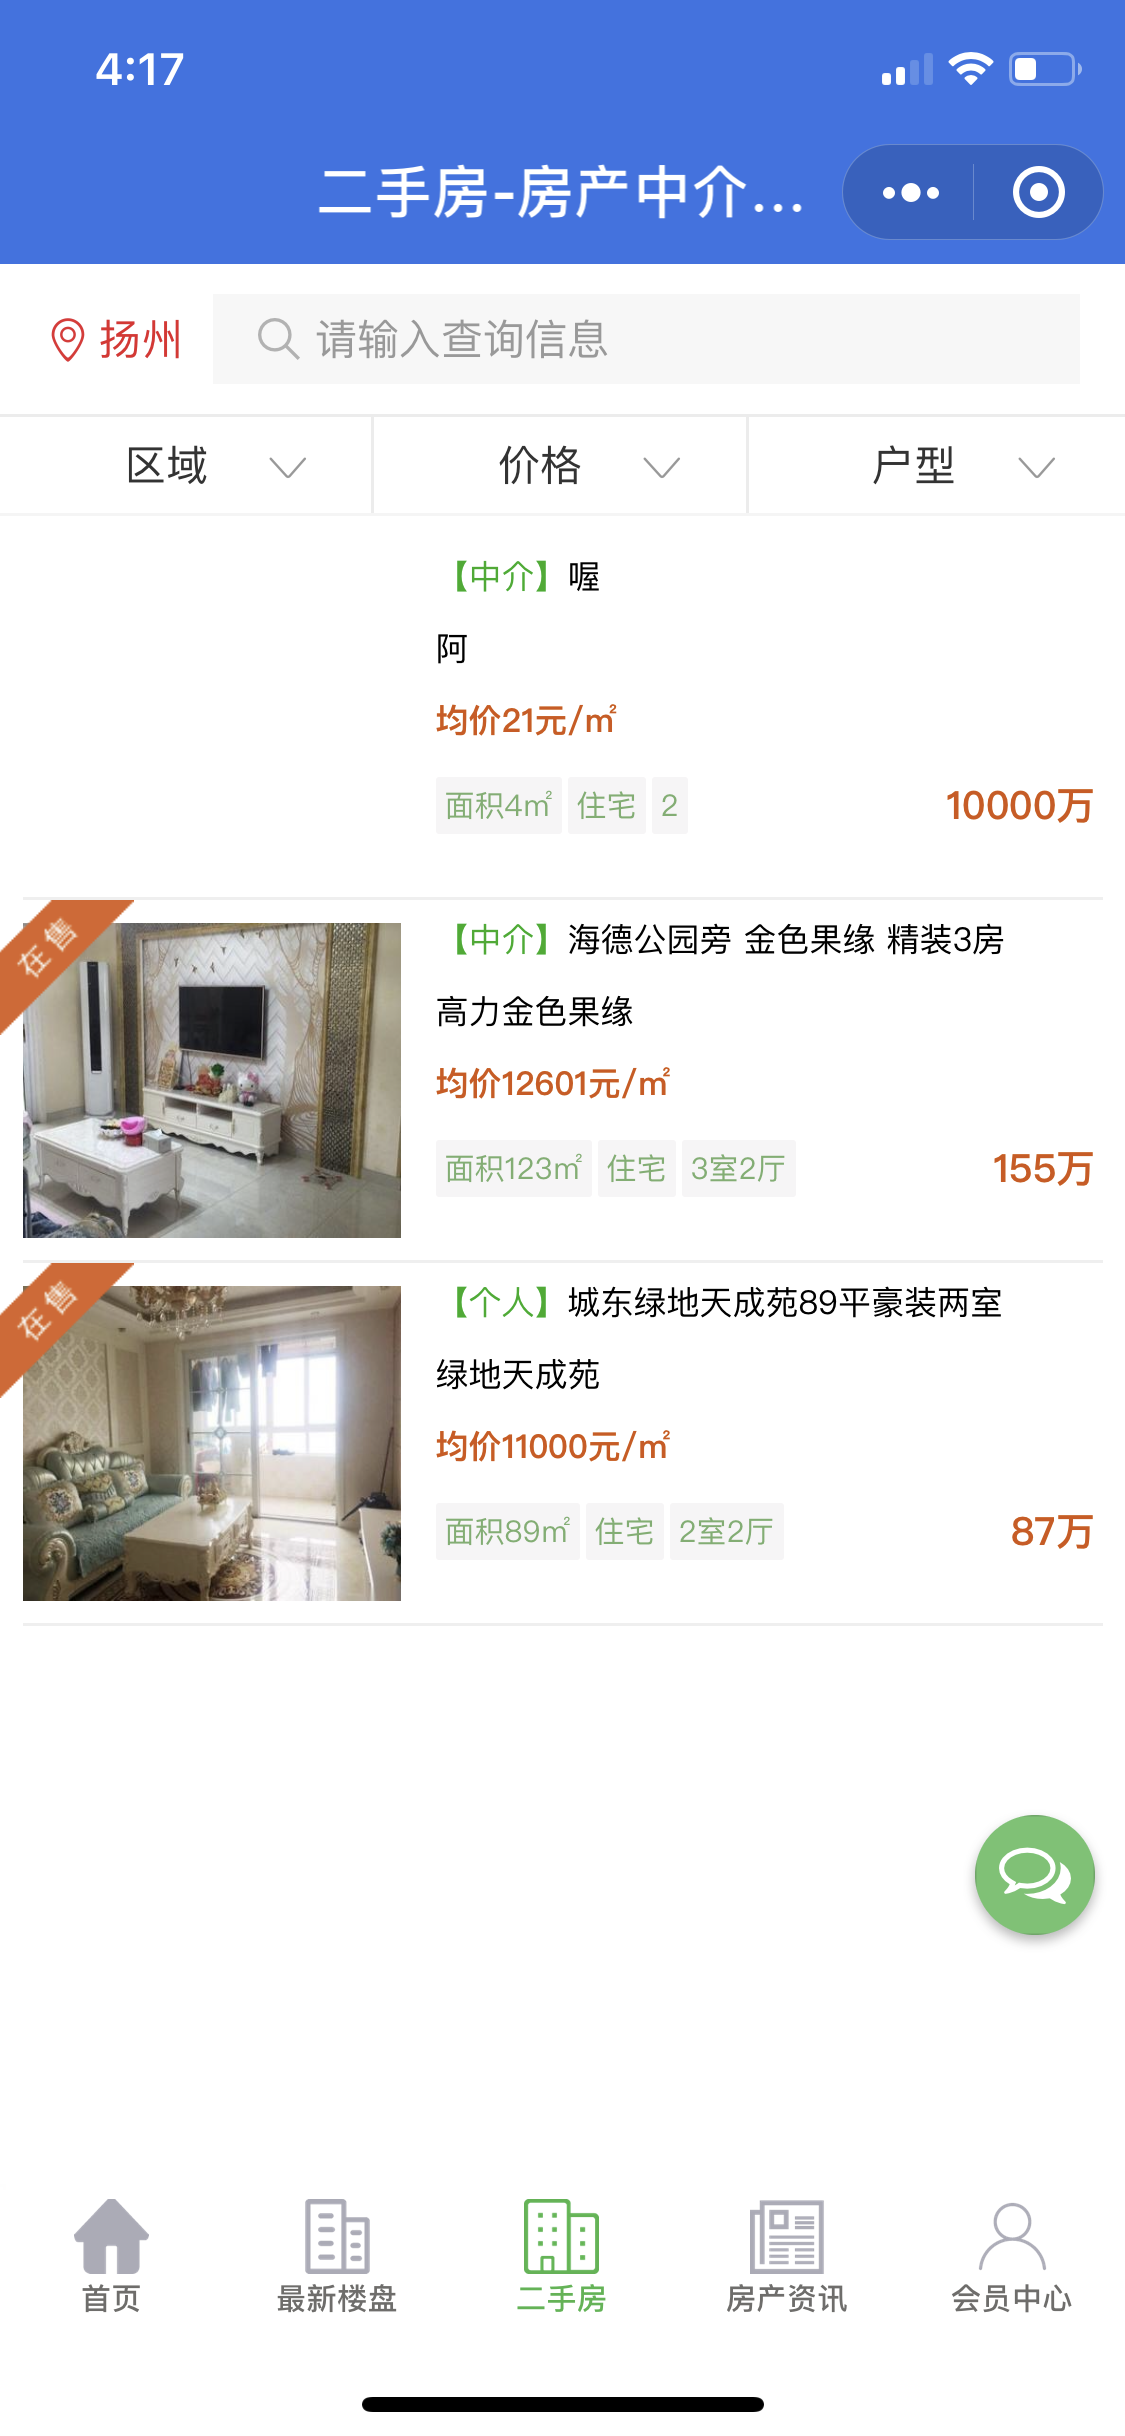 4:17
二手房-房产中介...
扬州
请输入查询信息
区域
价格
户型
【中介】喔
阿
均价21元/㎡
面积4㎡ 住宅 2
10000万
在售
【中介】海德公园旁 金色果缘 精装3房
高力金色果缘
均价12601元/㎡
面积123㎡ 住宅 3室2厅
155万
在售
【个人】城东绿地天成苑89平豪装两室
绿地天成苑
均价11000元/㎡
面积89㎡ 住宅 2室2厅
87万
首页
最新楼盘
二手房
房产资讯
会员中心